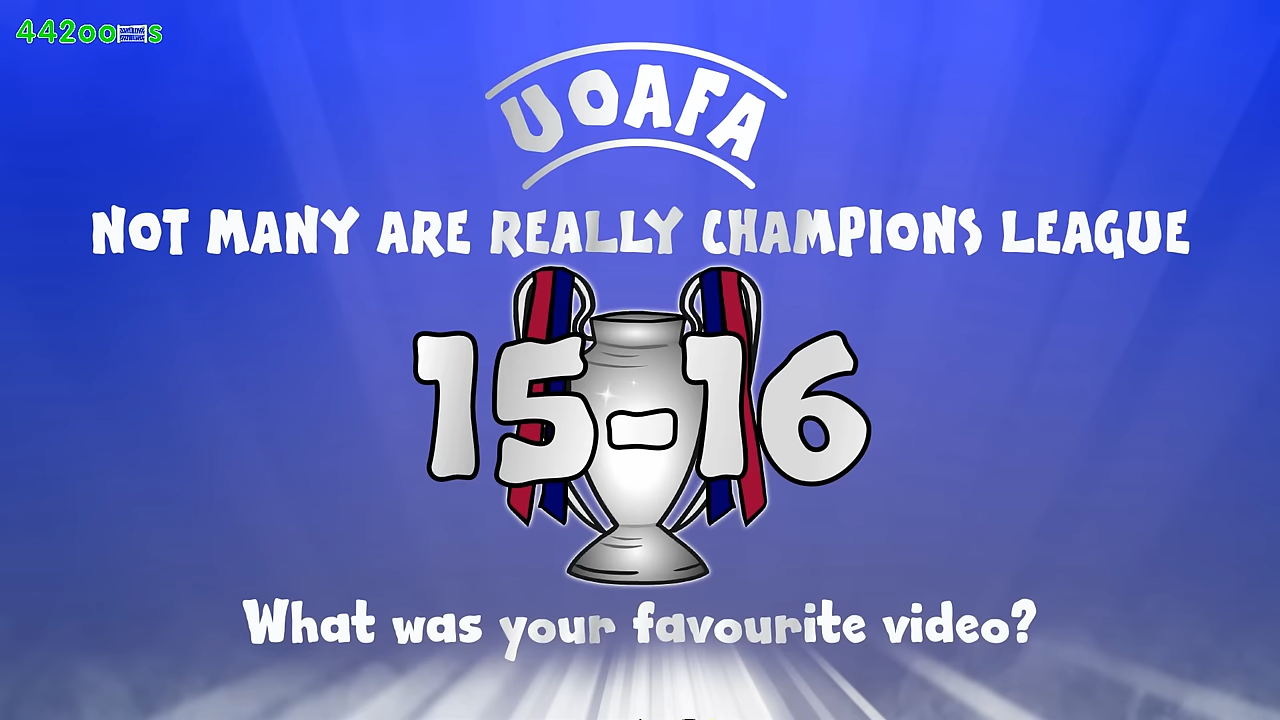 442oons
UOAFA
NOT MANY ARE REALLY CHAMPIONS LEAGUE
15-16
What was your favourite video?